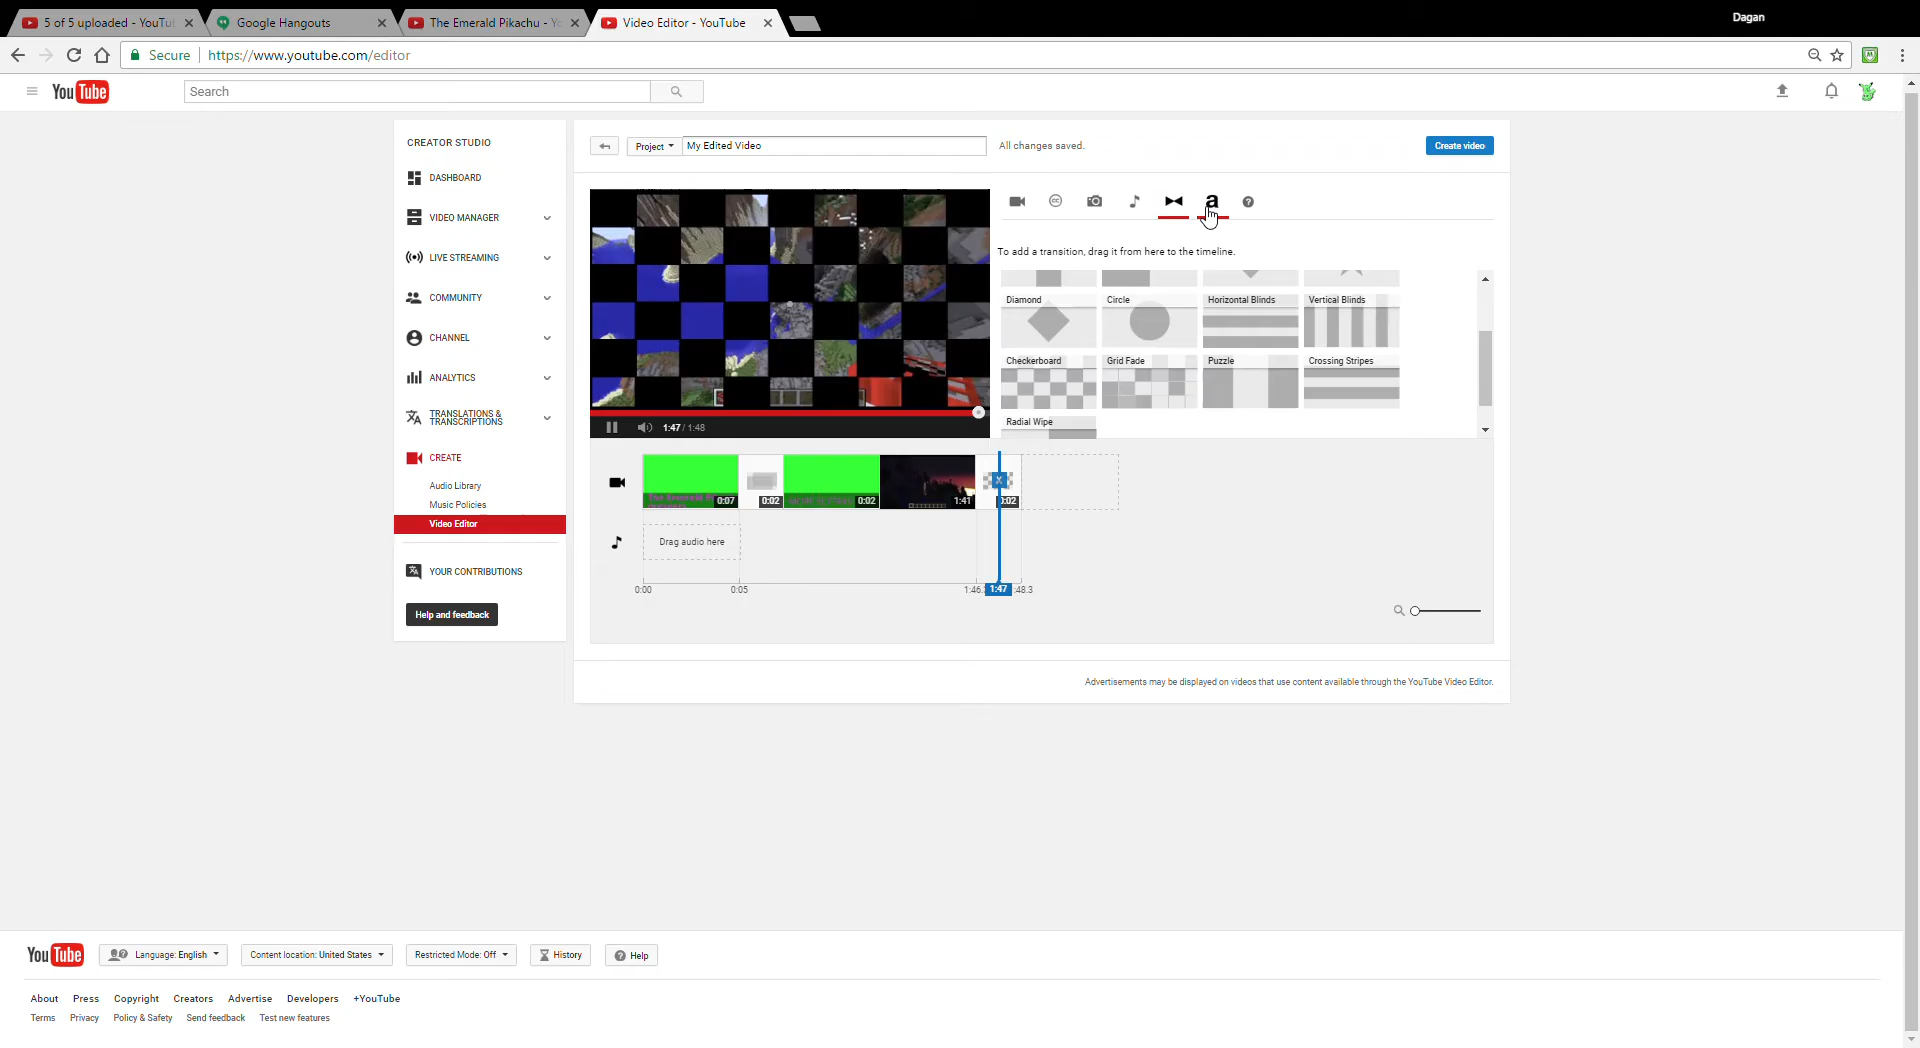 Dagan
5 of 5 uploaded - YouTu
Google Hangouts
The Emerald Pikachu - Yo
Video Editor - YouTube
Secure
https://www.youtube.com/editor
YouTube
Search
CREATOR STUDIO
DASHBOARD
VIDEO MANAGER
LIVE STREAMING
COMMUNITY
CHANNEL
ANALYTICS
TRANSLATIONS &
TRANSCRIPTIONS
CREATE
Audio Library
Music Policies
Video Editor
YOUR CONTRIBUTIONS
Help and feedback
Project
My Edited Video
All changes saved.
Create video
1:47 / 1:48
CC
a
To add a transition, drag it from here to the timeline.
Diamond
Circle
Horizontal Blinds
Vertical Blinds
Checkerboard
Grid Fade
Puzzle
Crossing Stripes
Radial Wipe
0:07
0:02
0:02
1:41
0:02
Drag audio here
0:00
0:05
1:46.
1:47
:48.3
Advertisements may be displayed on videos that use content available through the YouTube Video Editor.
YouTube
Language: English
Content location: United States
Restricted Mode: Off
History
Help
About
Press
Copyright
Creators
Advertise
Developers
+YouTube
Terms
Privacy
Policy & Safety
Send feedback
Test new features